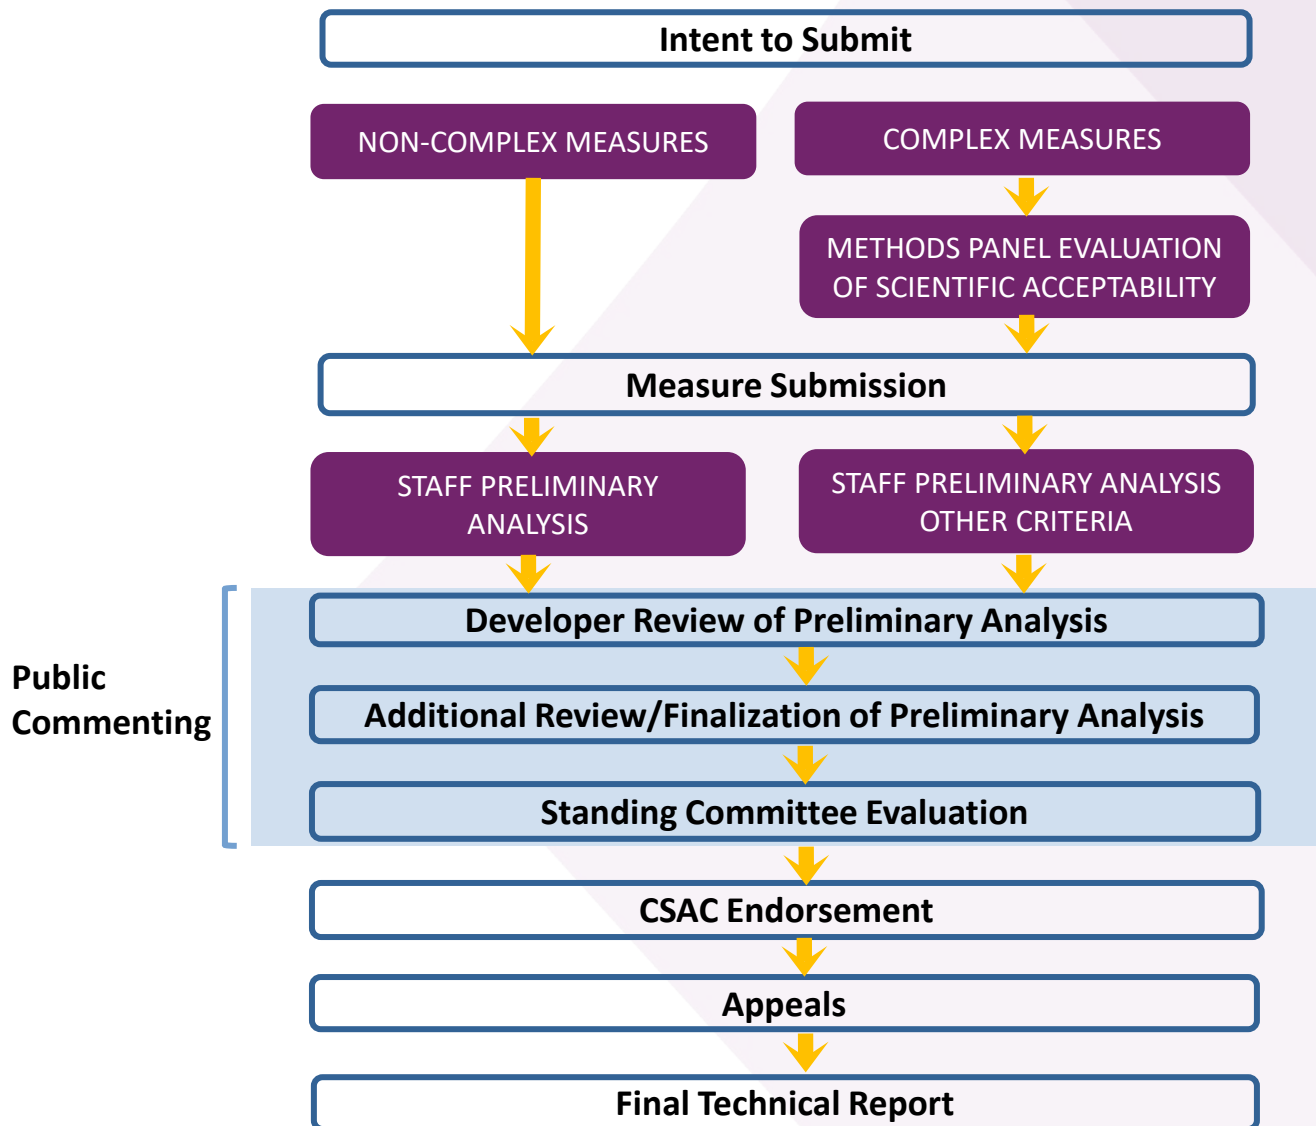 Intent to Submit
NON-COMPLEX MEASURES
COMPLEX MEASURES
METHODS PANEL EVALUATION
OF SCIENTIFIC ACCEPTABILITY
Measure Submission
STAFF PRELIMINARY
ANALYSIS
STAFF PRELIMINARY ANALYSIS
OTHER CRITERIA
Public
Commenting
Developer Review of Preliminary Analysis
Additional Review/Finalization of Preliminary Analysis
Standing Committee Evaluation
CSAC Endorsement
Appeals
Final Technical Report